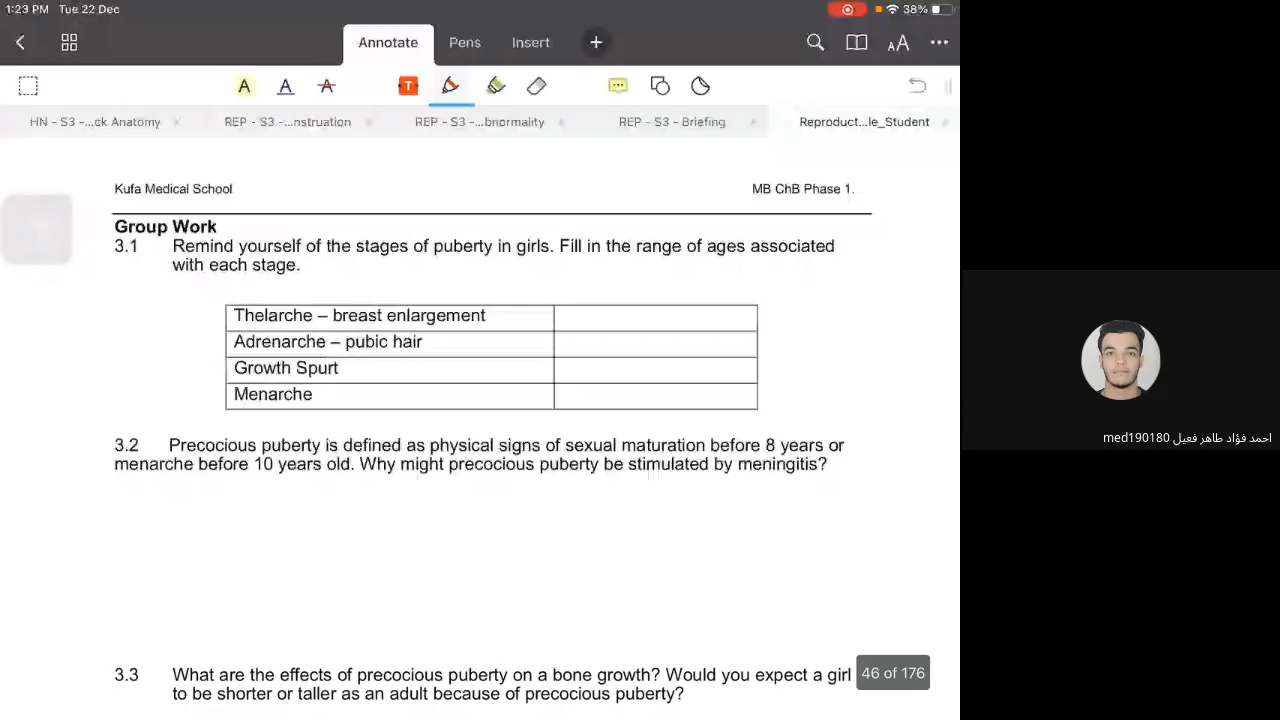 1:23 PM Tue 22 Dec
38%
Annotate Pens Insert +
A A A T
HN - S3 -...ck Anatomy × REP - S3 -...nstruation × REP - S3 -...bnormality × REP - S3 - Briefing × Reproduct...le_Student ×
Kufa Medical School MB ChB Phase 1.
Group Work
3.1 Remind yourself of the stages of puberty in girls. Fill in the range of ages associated
with each stage.
Thelarche – breast enlargement
Adrenarche – pubic hair
Growth Spurt
Menarche
3.2 Precocious puberty is defined as physical signs of sexual maturation before 8 years or
menarche before 10 years old. Why might precocious puberty be stimulated by meningitis?
3.3 What are the effects of precocious puberty on a bone growth? Would you expect a girl
to be shorter or taller as an adult because of precocious puberty?
46 of 176
med190180 احمد فؤاد طاهر فعيل